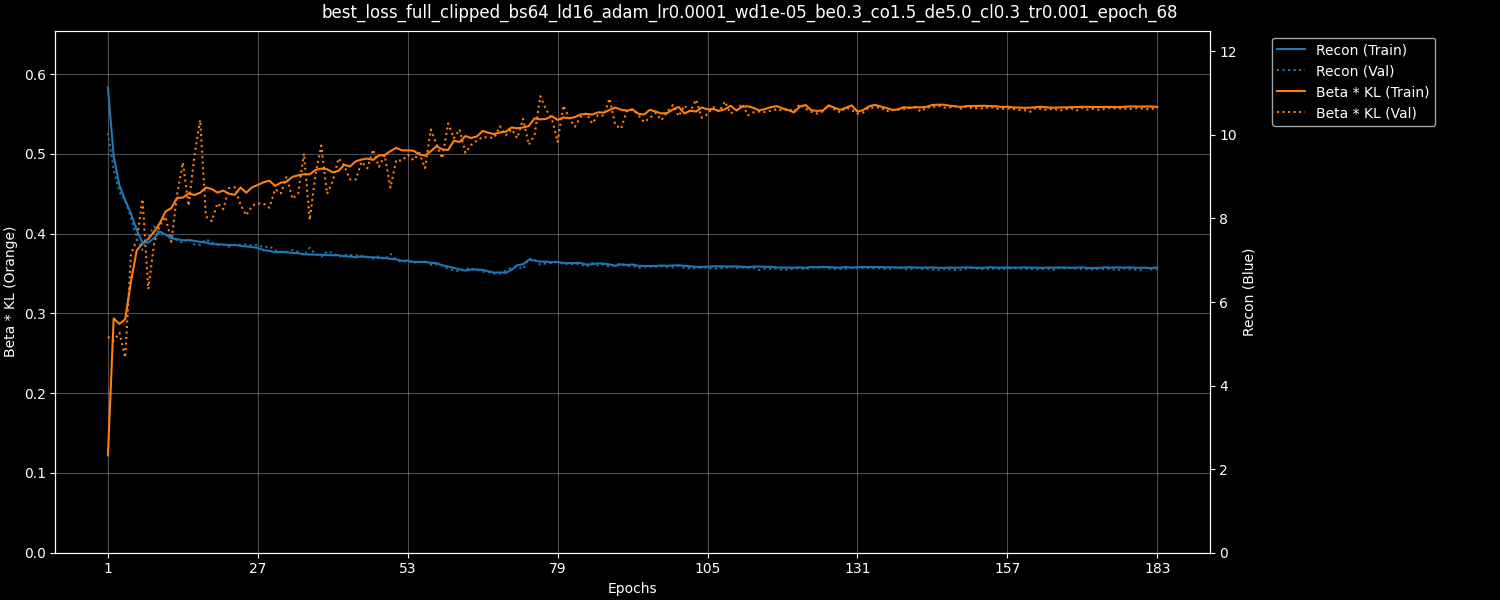 best_loss_full_clipped_bs64_ld16_adam_lr0.0001_wd1e-05_be0.3_co1.5_de5.0_cl0.3_tr0.001_epoch_68
Recon (Train)
Recon (Val)
Beta * KL (Train)
Beta * KL (Val)
Beta * KL (Orange)
0.6
0.5
0.4
0.3
0.2
0.1
0.0
12
10
8
6
4
2
0
Recon (Blue)
1 27 53 79 105 131 157 183
Epochs